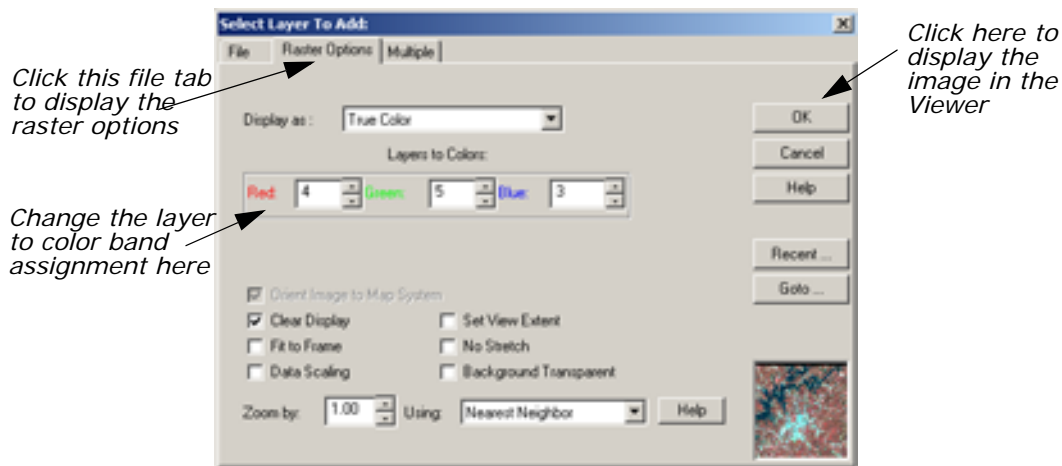 Select Layer To Add:
File Raster Options Multiple
Click this file tab
to display the
raster options
Click here to
display the
image in the
Viewer
Display as : True Color
OK
Layers to Colors:
Cancel
Red: 4 Green: 5 Blue: 3
Help
Change the layer
to color band
assignment here
Recent ...
Goto ...
Orient Image to Map System
Clear Display Set View Extent
Fit to Frame No Stretch
Data Scaling Background Transparent
Zoom by: 1.00 Using: Nearest Neighbor Help